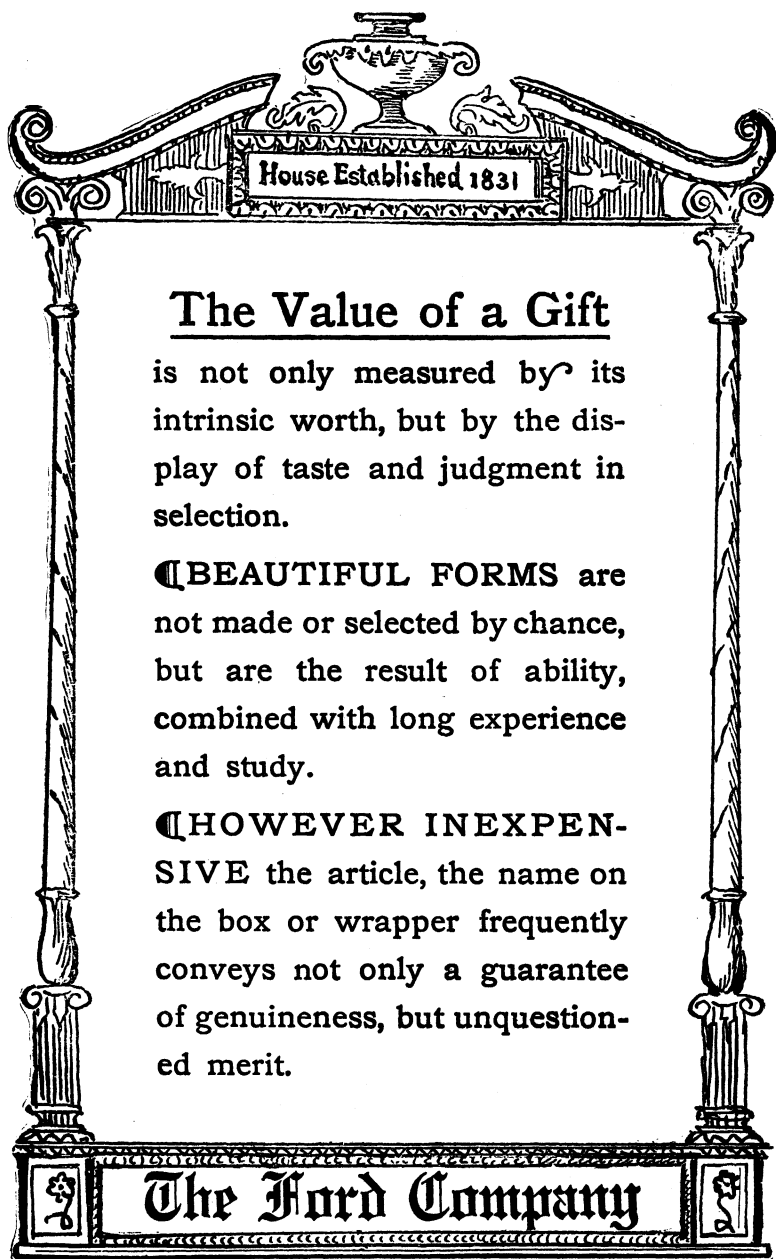 House Established 1831
The Value of a Gift
is not only measured by its
intrinsic worth, but by the dis-
play of taste and judgment in
selection.
⁋BEAUTIFUL FORMS are
not made or selected by chance,
but are the result of ability,
combined with long experience
and study.
⁋HOWEVER INEXPEN-
SIVE the article, the name on
the box or wrapper frequently
conveys not only a guarantee
of genuineness, but unquestion-
ed merit.
The Ford Company